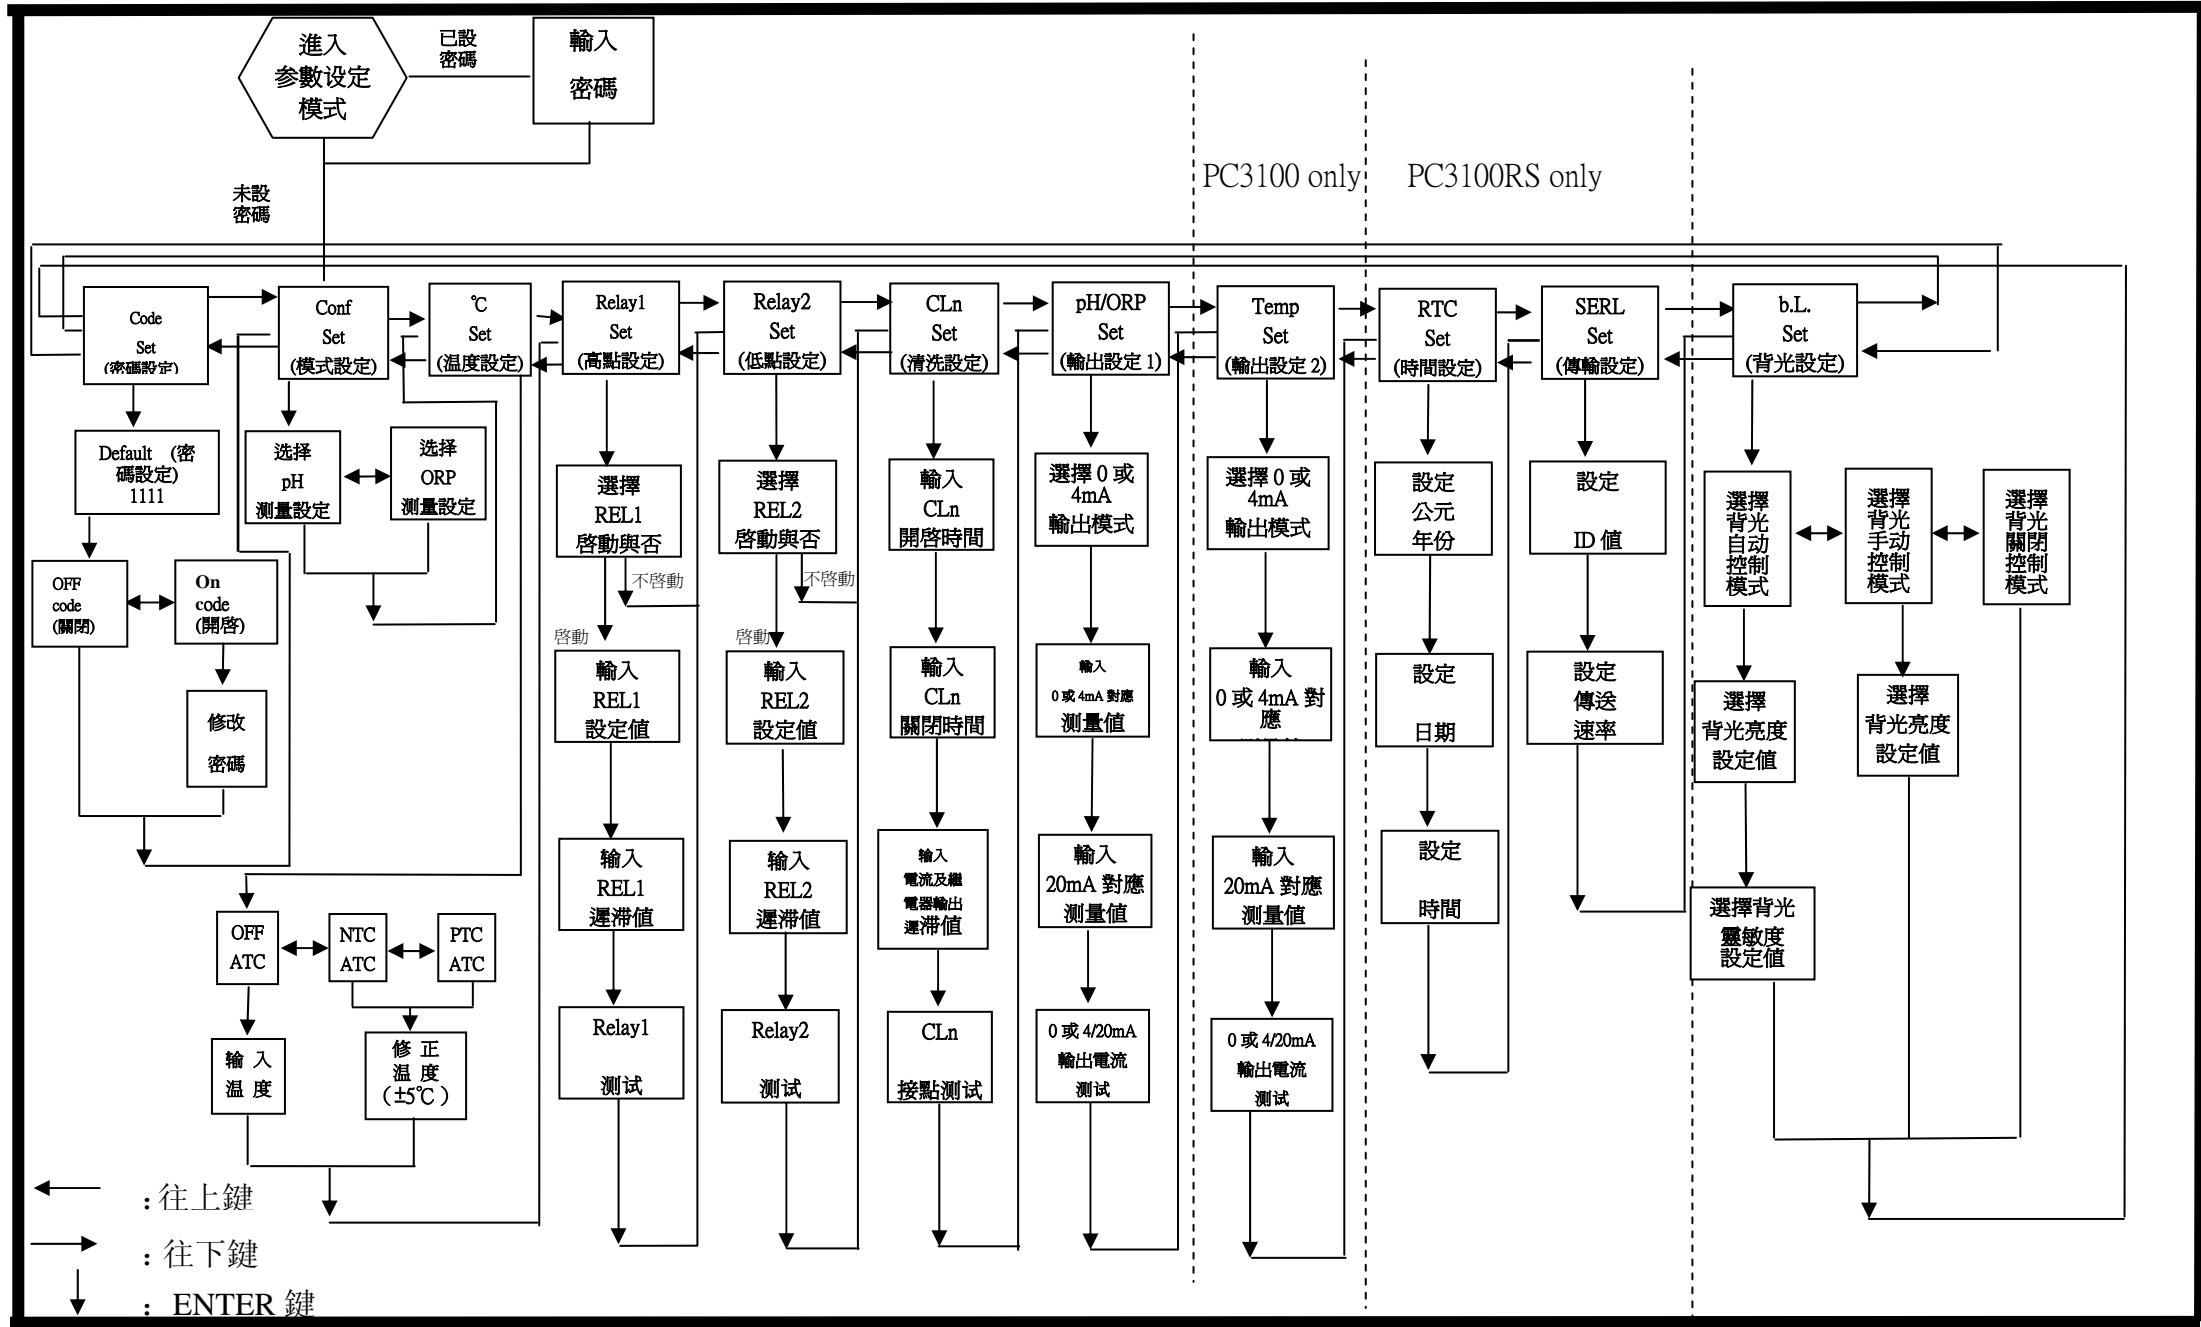 進入
参數设定
模式
已設
密碼
輸入
密碼
未設
密碼
PC3100 only
PC3100RS only
Code
Set
(密碼設定)
Conf
Set
(模式設定)
℃
Set
(温度設定)
Relay1
Set
(高點設定)
Relay2
Set
(低點設定)
CLn
Set
(清洗設定)
pH/ORP
Set
(輸出設定 1)
Temp
Set
(輸出設定 2)
RTC
Set
(時間設定)
SERL
Set
(傳輸設定)
b.L.
Set
(背光設定)
Default (密
碼設定)
1111
OFF
code
(關閉)
On
code
(開啓)
修改
密碼
选择
pH
测量設定
选择
ORP
测量設定
OFF
ATC
NTC
ATC
PTC
ATC
输 入
温 度
修 正
温 度
(±5℃)
選擇
REL1
啓動與否
不啓動
啓動
輸入
REL1
設定值
输入
REL1
遲滞值
Relay1
测试
選擇
REL2
啓動與否
不啓動
啓動
輸入
REL2
設定值
输入
REL2
遲滞值
Relay2
测试
輸入
CLn
開啓時間
輸入
CLn
關閉時間
输入
電流及繼
電器輸出
遲滞值
CLn
接點测试
選擇 0 或
4mA
輸出模式
輸入
0 或 4mA 對應
测量值
輸入
20mA 對應
测量值
0 或 4/20mA
輸出電流
测试
選擇 0 或
4mA
輸出模式
輸入
0 或 4mA 對
應
輸入
20mA 對應
测量值
0 或 4/20mA
輸出電流
测试
設定
公元
年份
設定
日期
設定
時間
設定
ID 值
設定
傳送
速率
選擇
背光
自动
控制
模式
選擇
背光
手动
控制
模式
選擇
背光
關閉
控制
模式
選擇
背光亮度
設定值
選擇
背光亮度
設定值
選擇背光
靈敏度
設定值
：往上鍵
：往下鍵
：ENTER 鍵